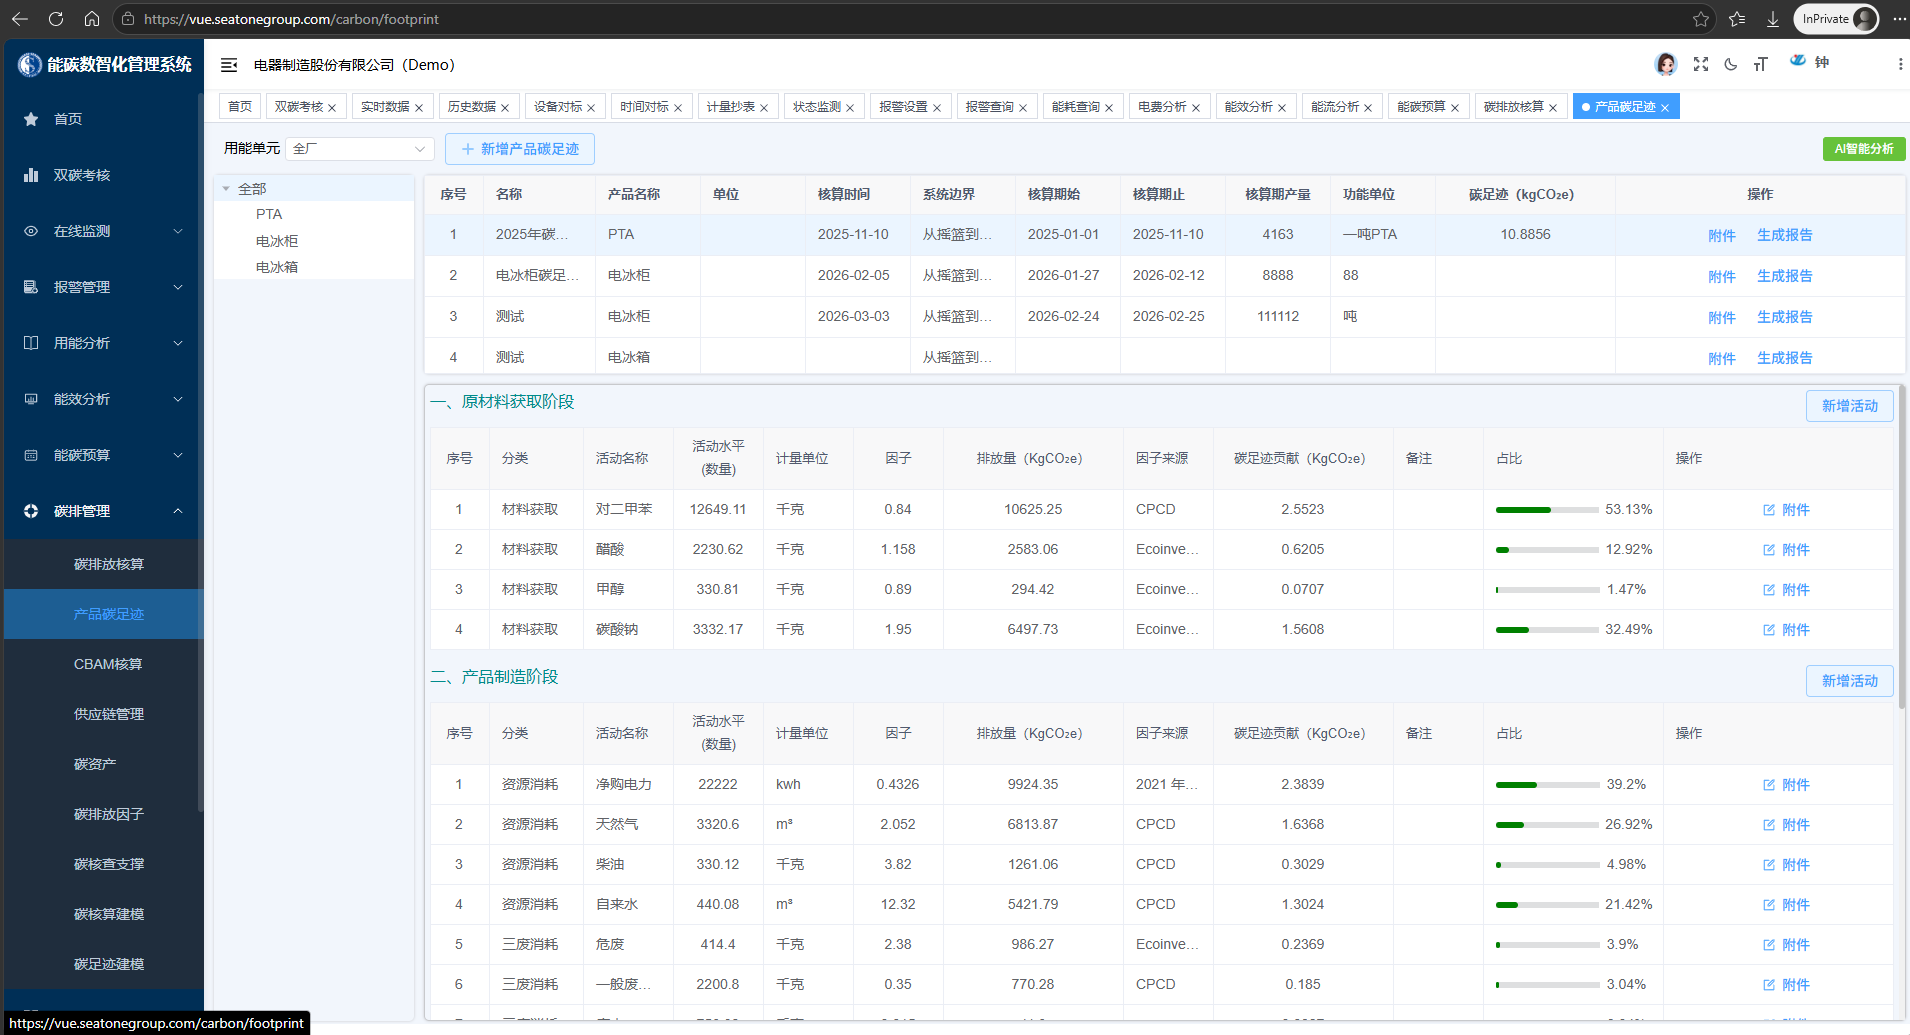 https://vue.seatonegroup.com/carbon/footprint
InPrivate
能碳数智化管理系统
电器制造股份有限公司（Demo）
钟
首页 双碳考核 实时数据 历史数据 设备对标 时间对标 计量抄表 状态监测 报警设置 报警查询 能耗查询 电费分析 能效分析 能流分析 能碳预算 碳排放核算 产品碳足迹
首页
双碳考核
在线监测
报警管理
用能分析
能效分析
能碳预算
碳排管理
碳排放核算
产品碳足迹
CBAM核算
供应链管理
碳资产
碳排放因子
碳核查支撑
碳核算建模
碳足迹建模
用能单元 全厂 新增产品碳足迹 AI智能分析
全部
PTA
电冰柜
电冰箱
序号 名称 产品名称 单位 核算时间 系统边界 核算期始 核算期止 核算期产量 功能单位 碳足迹（kgCO₂e） 操作
1 2025年碳... PTA 2025-11-10 从摇篮到... 2025-01-01 2025-11-10 4163 一吨PTA 10.8856 附件 生成报告
2 电冰柜碳足... 电冰柜 2026-02-05 从摇篮到... 2026-01-27 2026-02-12 8888 88 附件 生成报告
3 测试 电冰柜 2026-03-03 从摇篮到... 2026-02-24 2026-02-25 111112 吨 附件 生成报告
4 测试 电冰箱 从摇篮到... 附件 生成报告
一、原材料获取阶段 新增活动
序号 分类 活动名称 活动水平(数量) 计量单位 因子 排放量（KgCO₂e） 因子来源 碳足迹贡献（KgCO₂e） 备注 占比 操作
1 材料获取 对二甲苯 12649.11 千克 0.84 10625.25 CPCD 2.5523 53.13% 附件
2 材料获取 醋酸 2230.62 千克 1.158 2583.06 Ecoinve... 0.6205 12.92% 附件
3 材料获取 甲醇 330.81 千克 0.89 294.42 Ecoinve... 0.0707 1.47% 附件
4 材料获取 碳酸钠 3332.17 千克 1.95 6497.73 Ecoinve... 1.5608 32.49% 附件
二、产品制造阶段 新增活动
序号 分类 活动名称 活动水平(数量) 计量单位 因子 排放量（KgCO₂e） 因子来源 碳足迹贡献（KgCO₂e） 备注 占比 操作
1 资源消耗 净购电力 22222 kwh 0.4326 9924.35 2021 年... 2.3839 39.2% 附件
2 资源消耗 天然气 3320.6 m³ 2.052 6813.87 CPCD 1.6368 26.92% 附件
3 资源消耗 柴油 330.12 千克 3.82 1261.06 CPCD 0.3029 4.98% 附件
4 资源消耗 自来水 440.08 m³ 12.32 5421.79 CPCD 1.3024 21.42% 附件
5 三废消耗 危废 414.4 千克 2.38 986.27 Ecoinve... 0.2369 3.9% 附件
6 三废消耗 一般废... 2200.8 千克 0.35 770.28 CPCD 0.185 3.04% 附件
https://vue.seatonegroup.com/carbon/footprint